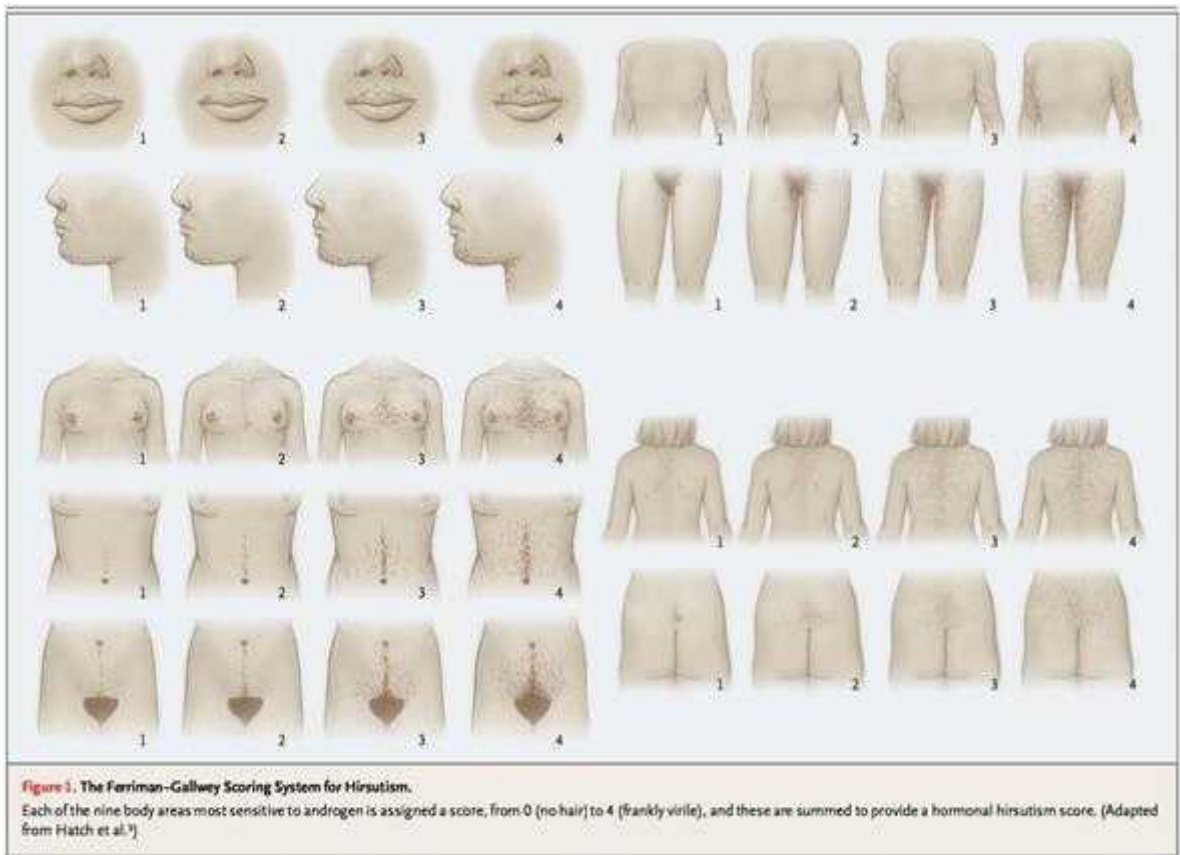 1 2 3 4
1 2 3 4
1 2 3 4
1 2 3 4
1 2 3 4
1 2 3 4
1 2 3 4
1 2 3 4
1 2 3 4
Figure 1. The Ferriman–Gallwey Scoring System for Hirsutism.
Each of the nine body areas most sensitive to androgen is assigned a score, from 0 (no hair) to 4 (frankly virile), and these are summed to provide a hormonal hirsutism score. (Adapted
from Hatch et al.⁹)